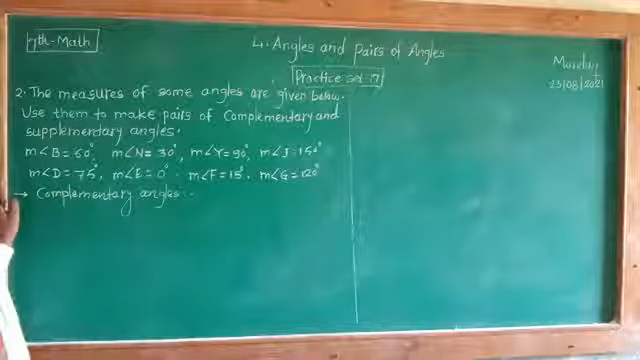 7th-Math
4. Angles and Pairs of Angles
Monday
23/08/2021
Practice set 17
2. The measures of some angles are given below.
Use them to make pairs of Complementary and
supplementary angles.
m∠B = 60°, m∠N = 30°, m∠Y = 90°, m∠J = 150°
m∠D = 75°, m∠E = 0°. m∠F = 15°. m∠G = 120°
→ Complementary angles :-